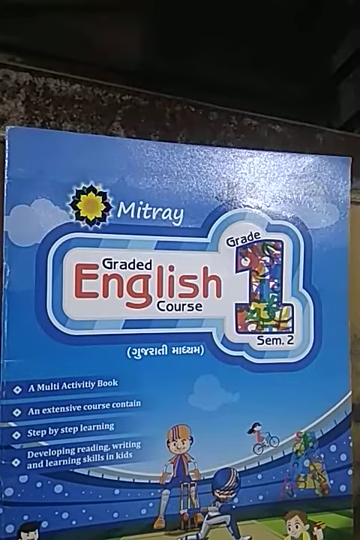 Mitray
Grade
Graded
English
Course
1
Sem. 2
(ગુજરાતી માધ્યમ)
A Multi Activitiy Book
An extensive course contain
Step by step learning
Developing reading, writing
and learning skills in kids